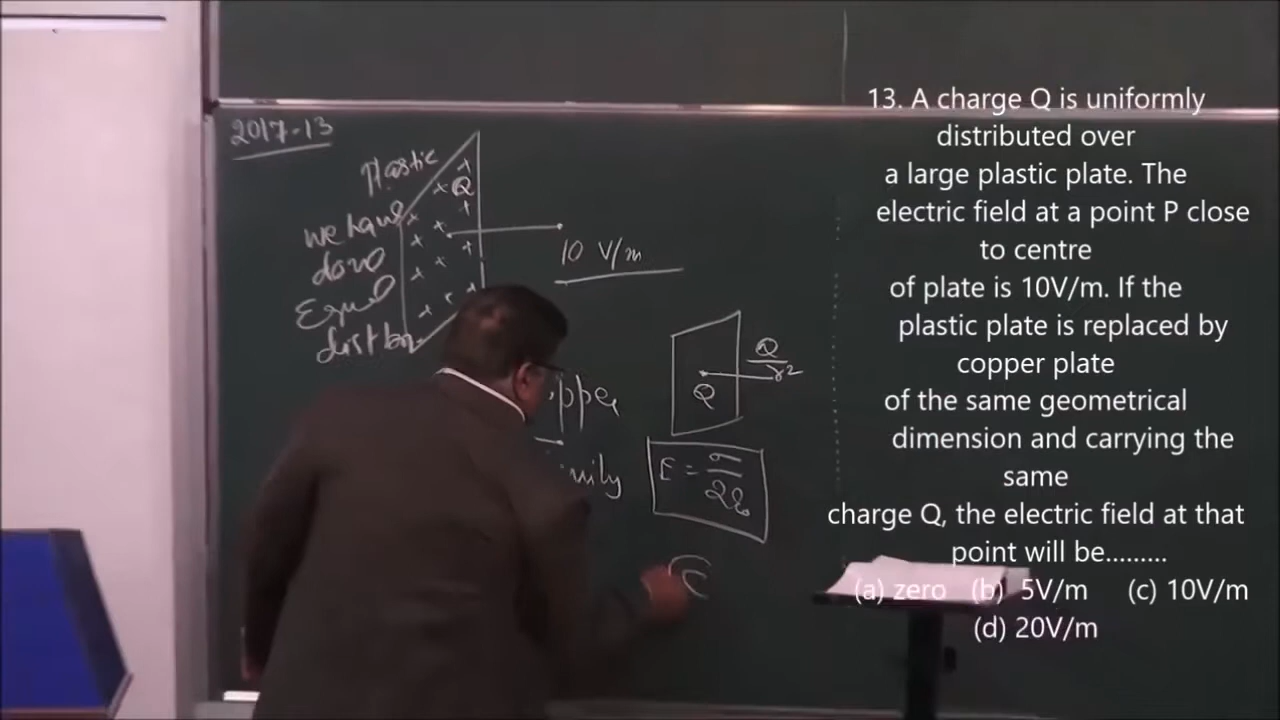 2017-13
Plastic
Q
we have
done
Equal
10 V/m
Q
r²
Q
E = σ
2ε₀
13. A charge Q is uniformly
distributed over
a large plastic plate. The
electric field at a point P close
to centre
of plate is 10V/m. If the
plastic plate is replaced by
copper plate
of the same geometrical
dimension and carrying the
same
charge Q, the electric field at that
point will be.........
(a) zero (b) 5V/m (c) 10V/m
(d) 20V/m